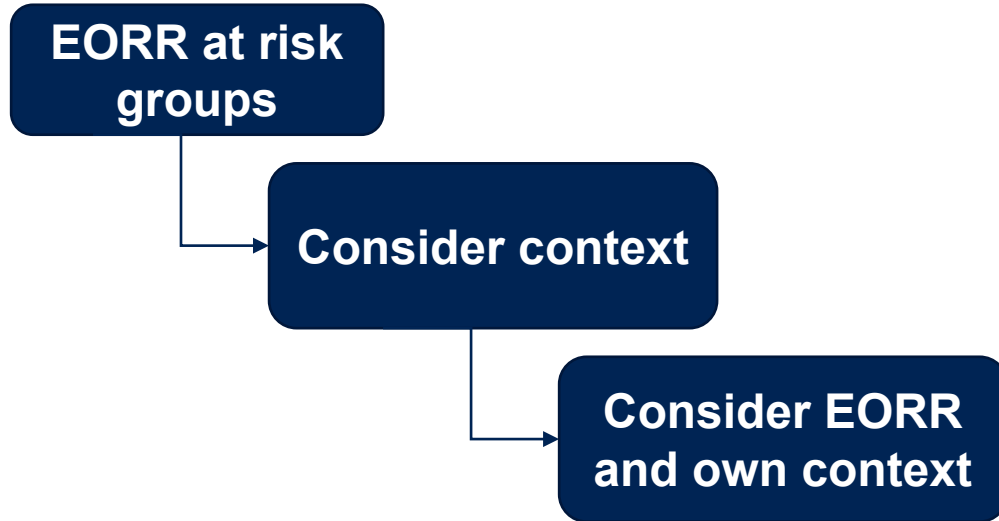 EORR at risk
groups
Consider context
Consider EORR
and own context